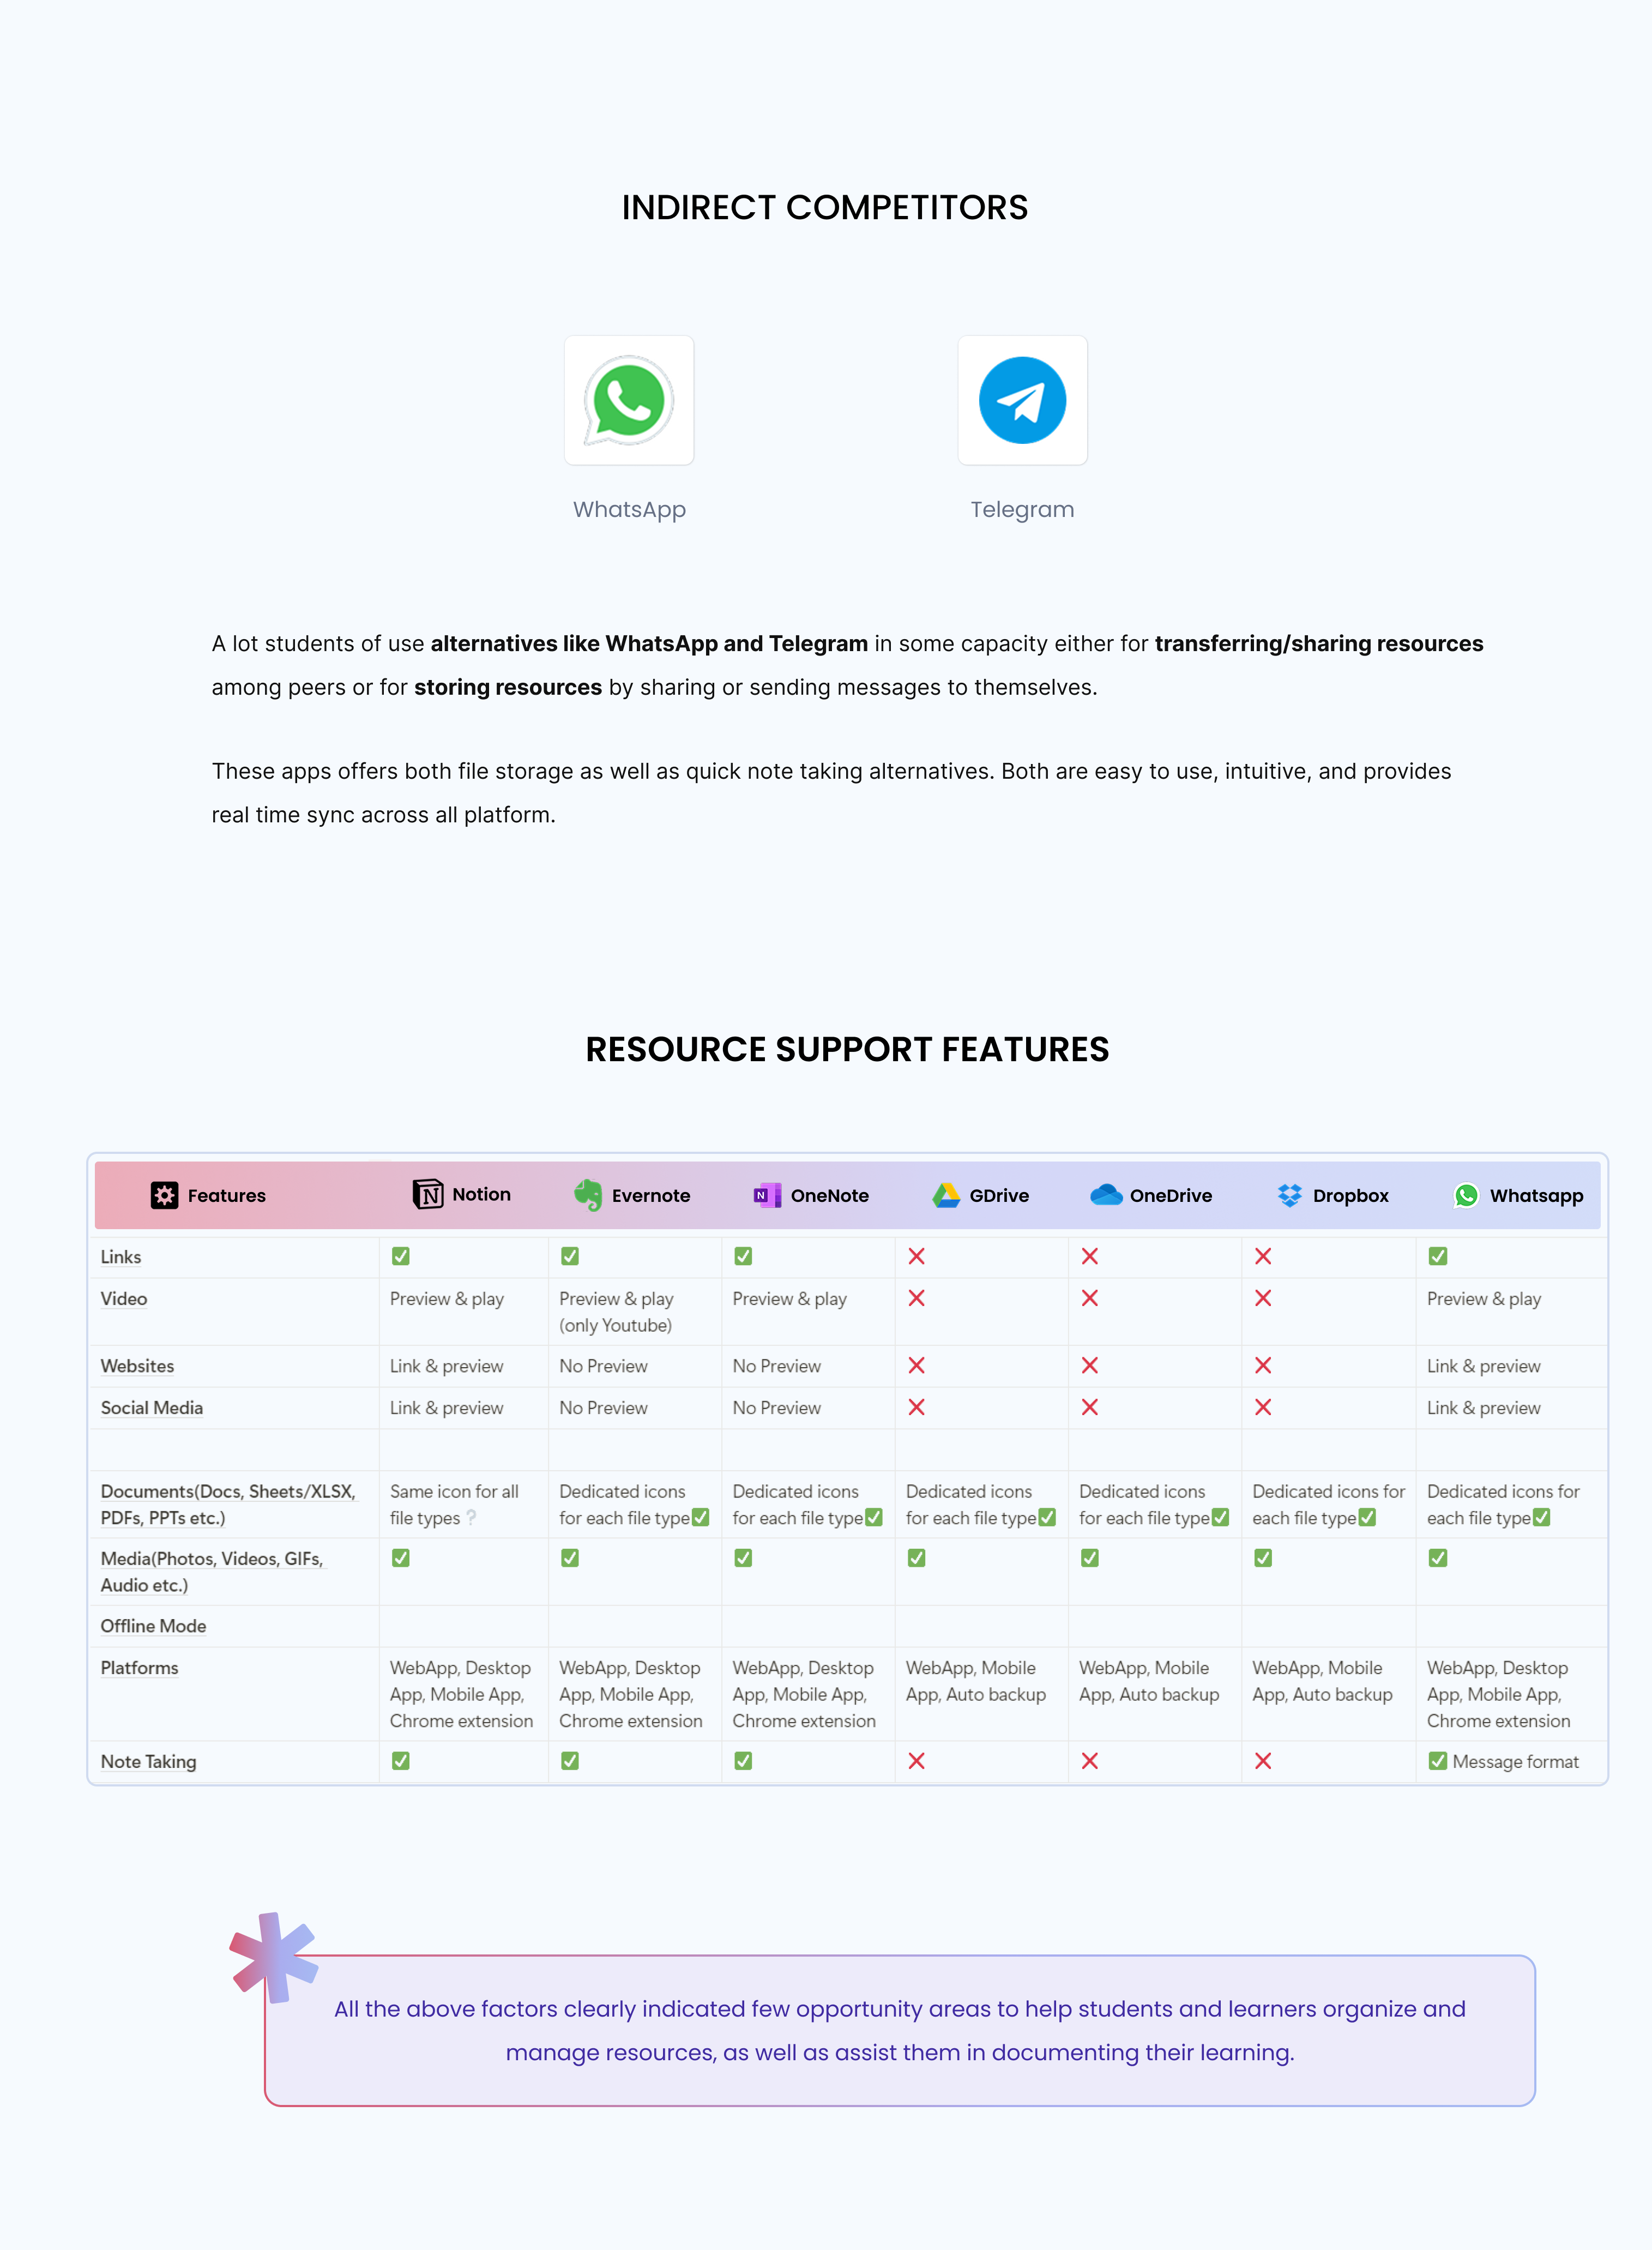 INDIRECT COMPETITORS
WhatsApp
Telegram
A lot students of use alternatives like WhatsApp and Telegram in some capacity either for transferring/sharing resources
among peers or for storing resources by sharing or sending messages to themselves.
These apps offers both file storage as well as quick note taking alternatives. Both are easy to use, intuitive, and provides
real time sync across all platform.
RESOURCE SUPPORT FEATURES
Features Notion Evernote OneNote GDrive OneDrive Dropbox Whatsapp
Links ✅ ✅ ✅ ❌ ❌ ❌ ✅
Video Preview & play Preview & play Preview & play ❌ ❌ ❌ Preview & play
(only Youtube)
Websites Link & preview No Preview No Preview ❌ ❌ ❌ Link & preview
Social Media Link & preview No Preview No Preview ❌ ❌ ❌ Link & preview
Documents(Docs, Sheets/XLSX, Same icon for all Dedicated icons Dedicated icons Dedicated icons Dedicated icons Dedicated icons for Dedicated icons for
PDFs, PPTs etc.) file types ❔ for each file type✅ for each file type✅ for each file type✅ for each file type✅ each file type✅ each file type✅
Media(Photos, Videos, GIFs, ✅ ✅ ✅ ✅ ✅ ✅ ✅
Audio etc.)
Offline Mode
Platforms WebApp, Desktop WebApp, Desktop WebApp, Desktop WebApp, Mobile WebApp, Mobile WebApp, Mobile WebApp, Desktop
App, Mobile App, App, Mobile App, App, Mobile App, App, Auto backup App, Auto backup App, Auto backup App, Mobile App,
Chrome extension Chrome extension Chrome extension Chrome extension
Note Taking ✅ ✅ ✅ ❌ ❌ ❌ ✅ Message format
All the above factors clearly indicated few opportunity areas to help students and learners organize and
manage resources, as well as assist them in documenting their learning.